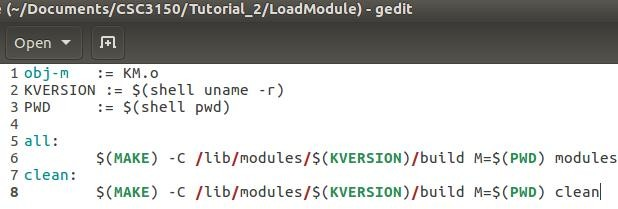 (~/Documents/CSC3150/Tutorial_2/LoadModule) - gedit
Open
1 obj-m   := KM.o
2 KVERSION := $(shell uname -r)
3 PWD     := $(shell pwd)
4
5 all:
6         $(MAKE) -C /lib/modules/$(KVERSION)/build M=$(PWD) modules
7 clean:
8         $(MAKE) -C /lib/modules/$(KVERSION)/build M=$(PWD) clean